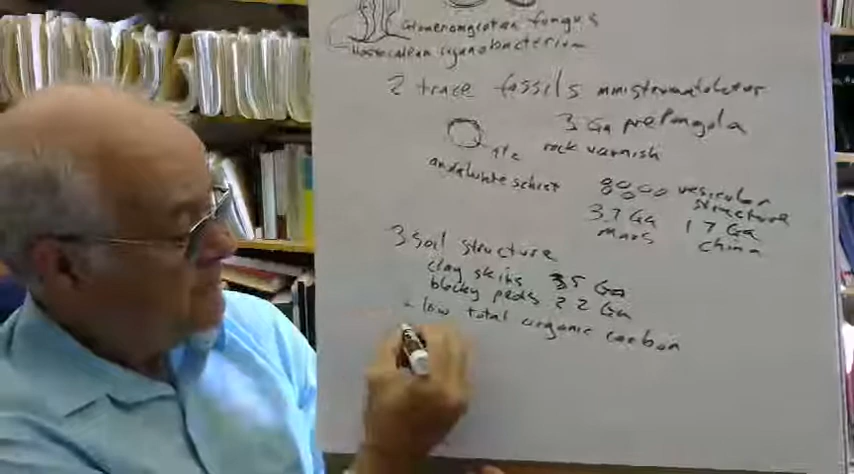 Glomeromycotan fungus
cyanobacterium
2 trace fossils
3 Ga prePongola
rock varnish
andalusite schist
vesicular
structure
3.7 Ga
1.7 Ga
Mars
China
3 Soil structure
clay skins 3.5 Ga
blocky peds 2.2 Ga
- low total organic carbon